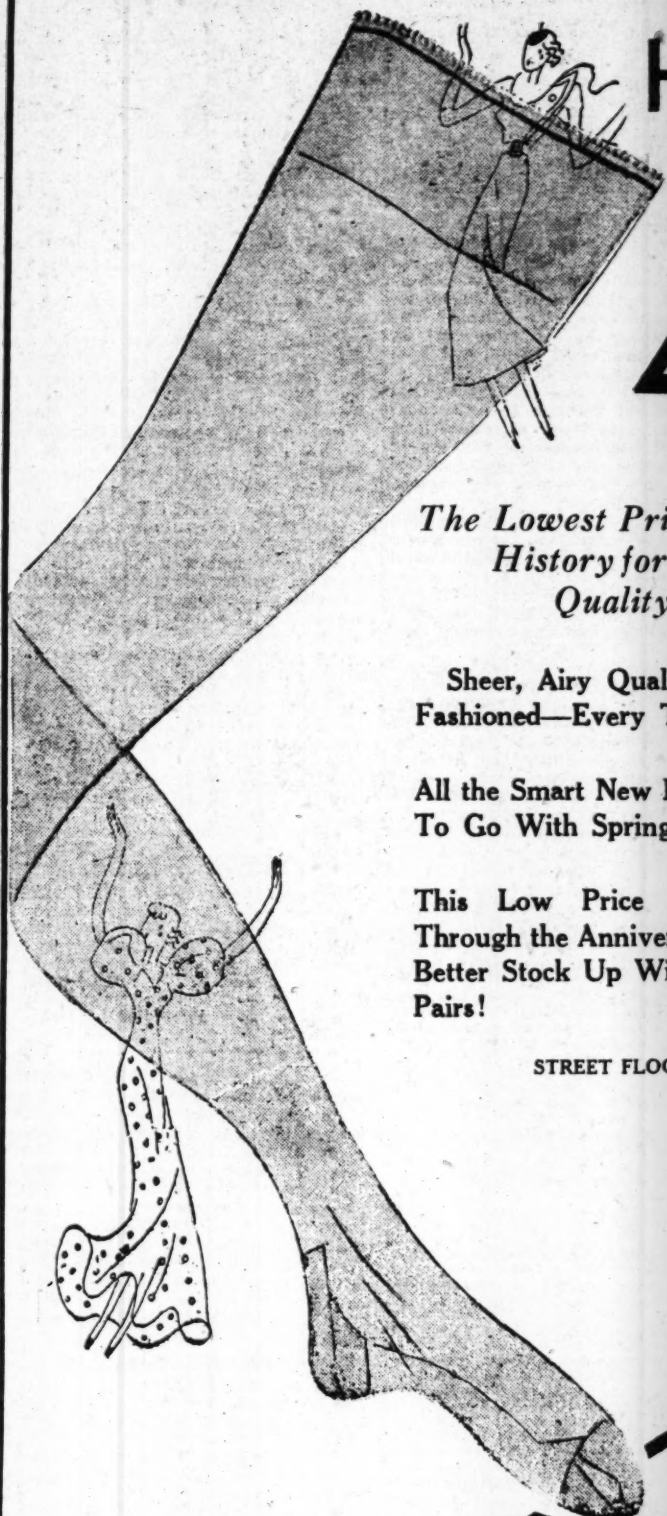 H
The Lowest Pri
History for
Quality
Sheer, Airy Qual
Fashioned—Every T
All the Smart New
To Go With Spring
This Low Price
Through the Anniver
Better Stock Up Wi
Pairs!
STREET FLOO